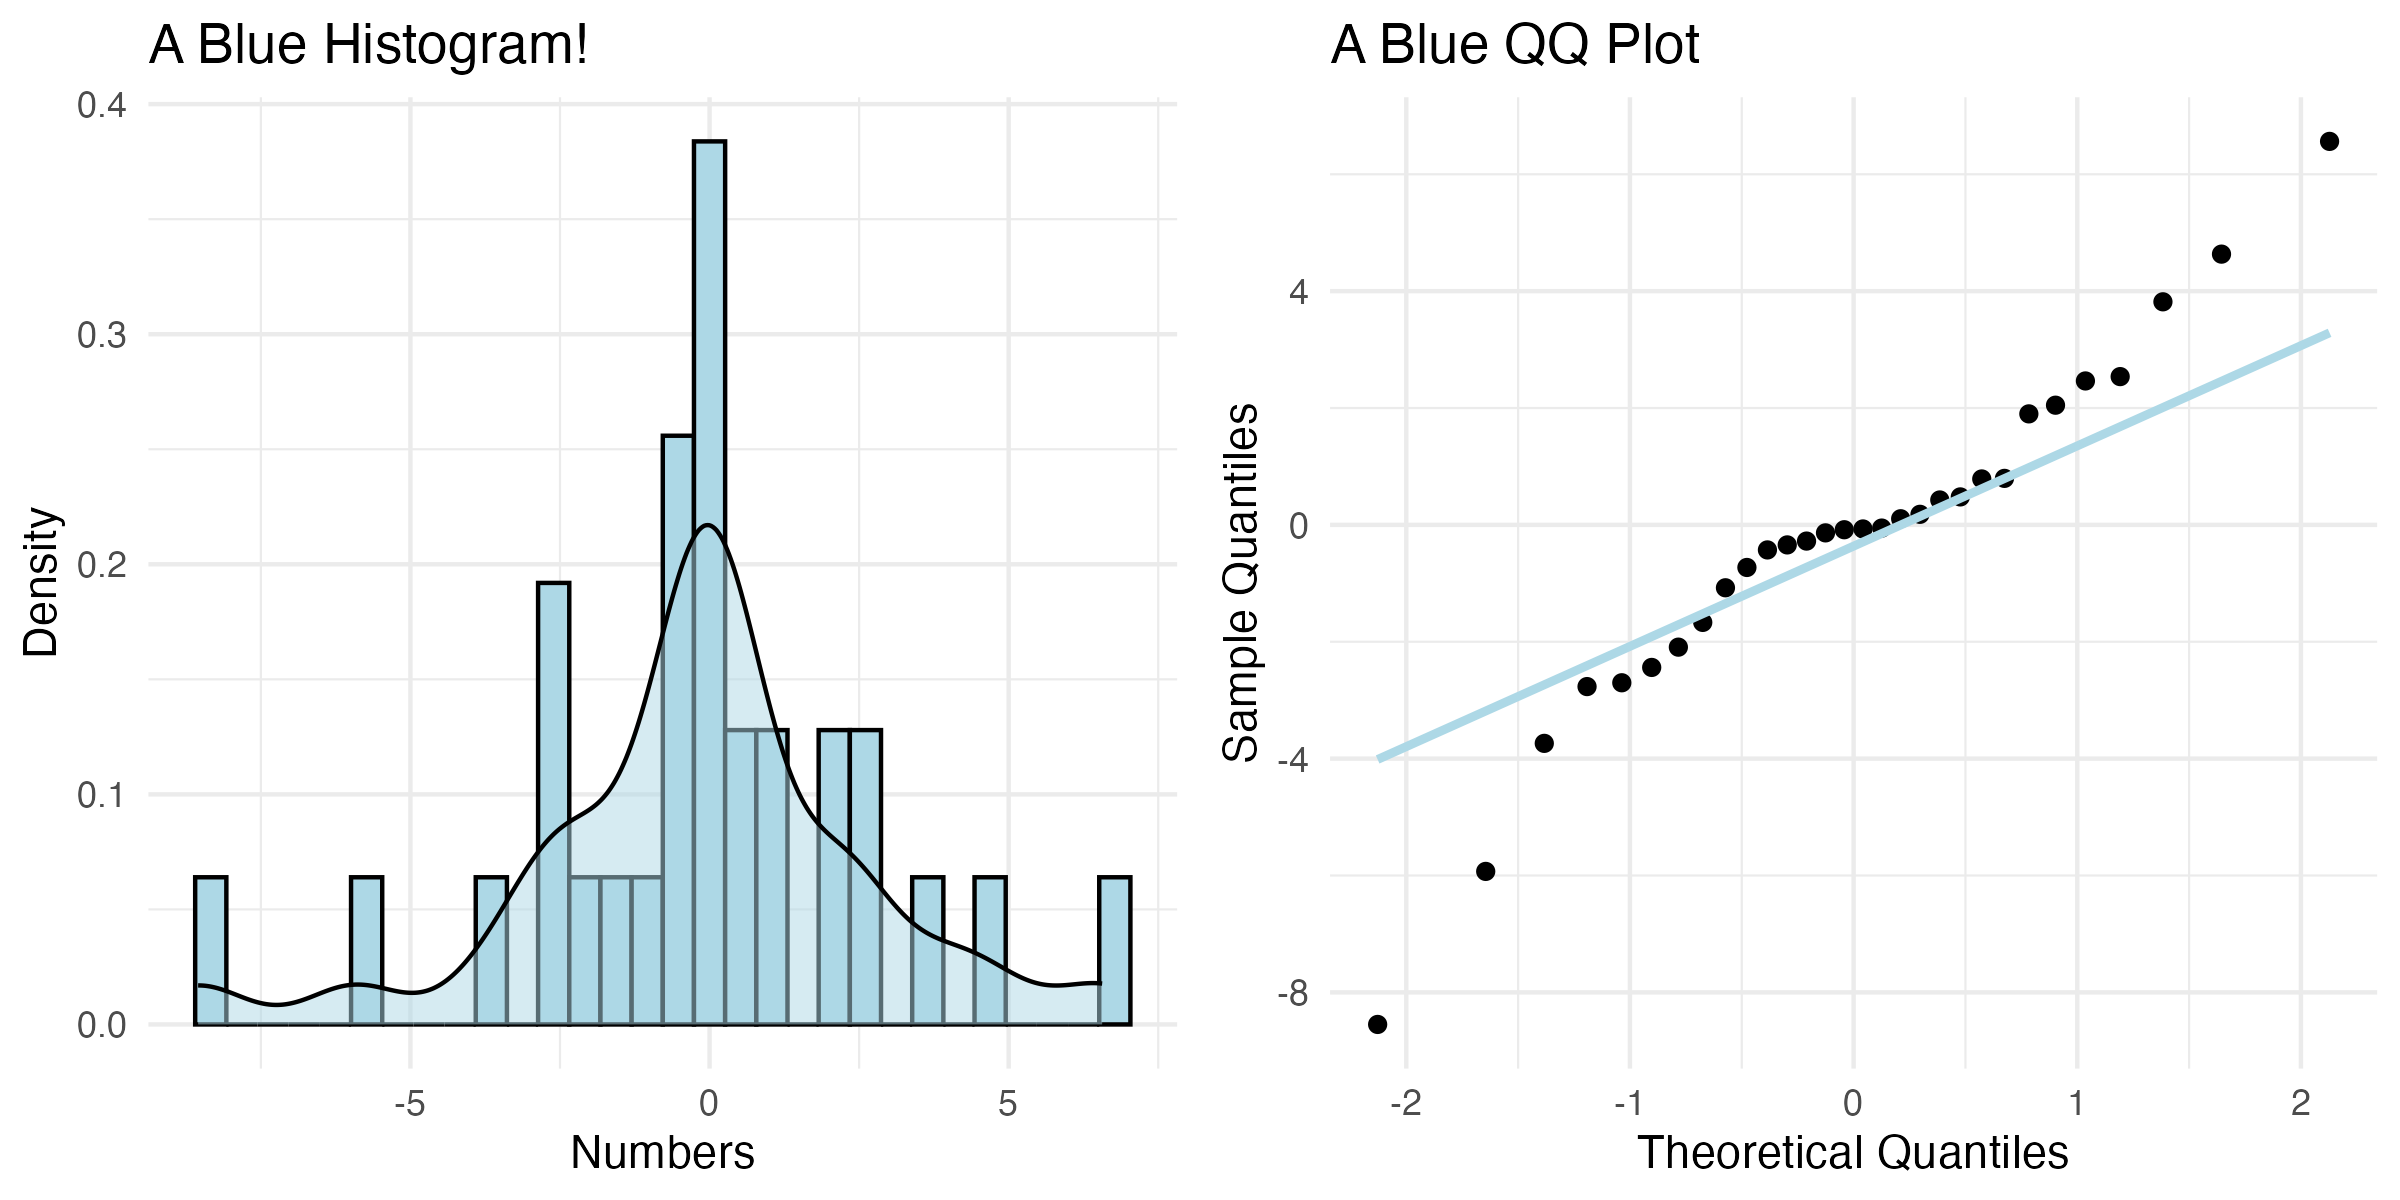 A Blue Histogram!
0.4
0.3
0.2
0.1
0.0
Density
-5
0
5
Numbers
A Blue QQ Plot
4
0
-4
-8
Sample Quantiles
-2
-1
0
1
2
Theoretical Quantiles